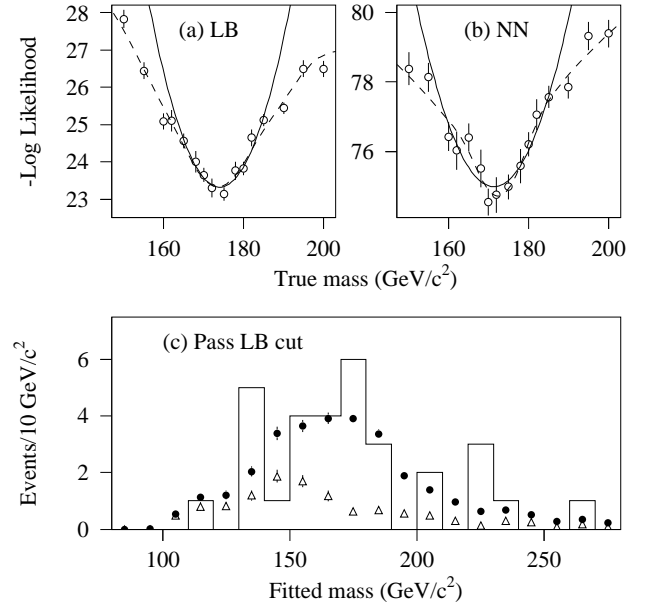 28
27
26
25
24
23
(a) LB
80
78
76
(b) NN
-Log Likelihood
160 180 200 160 180 200
True mass (GeV/c²)
(c) Pass LB cut
6
4
2
0
Events/10 GeV/c²
100 150 200 250
Fitted mass (GeV/c²)